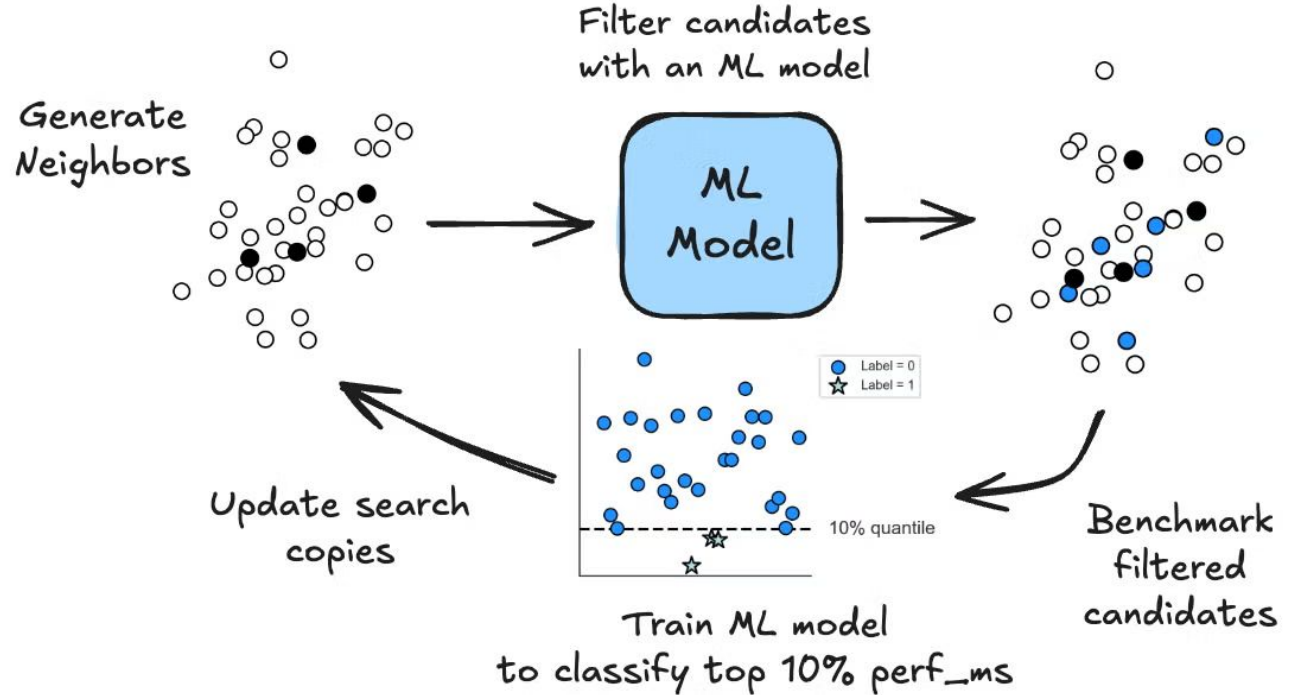 Filter candidates
with an ML model
Generate
Neighbors
ML
Model
Label = 0
Label = 1
10% quantile
Update search
copies
Benchmark
filtered
candidates
Train ML model
to classify top 10% perf_ms